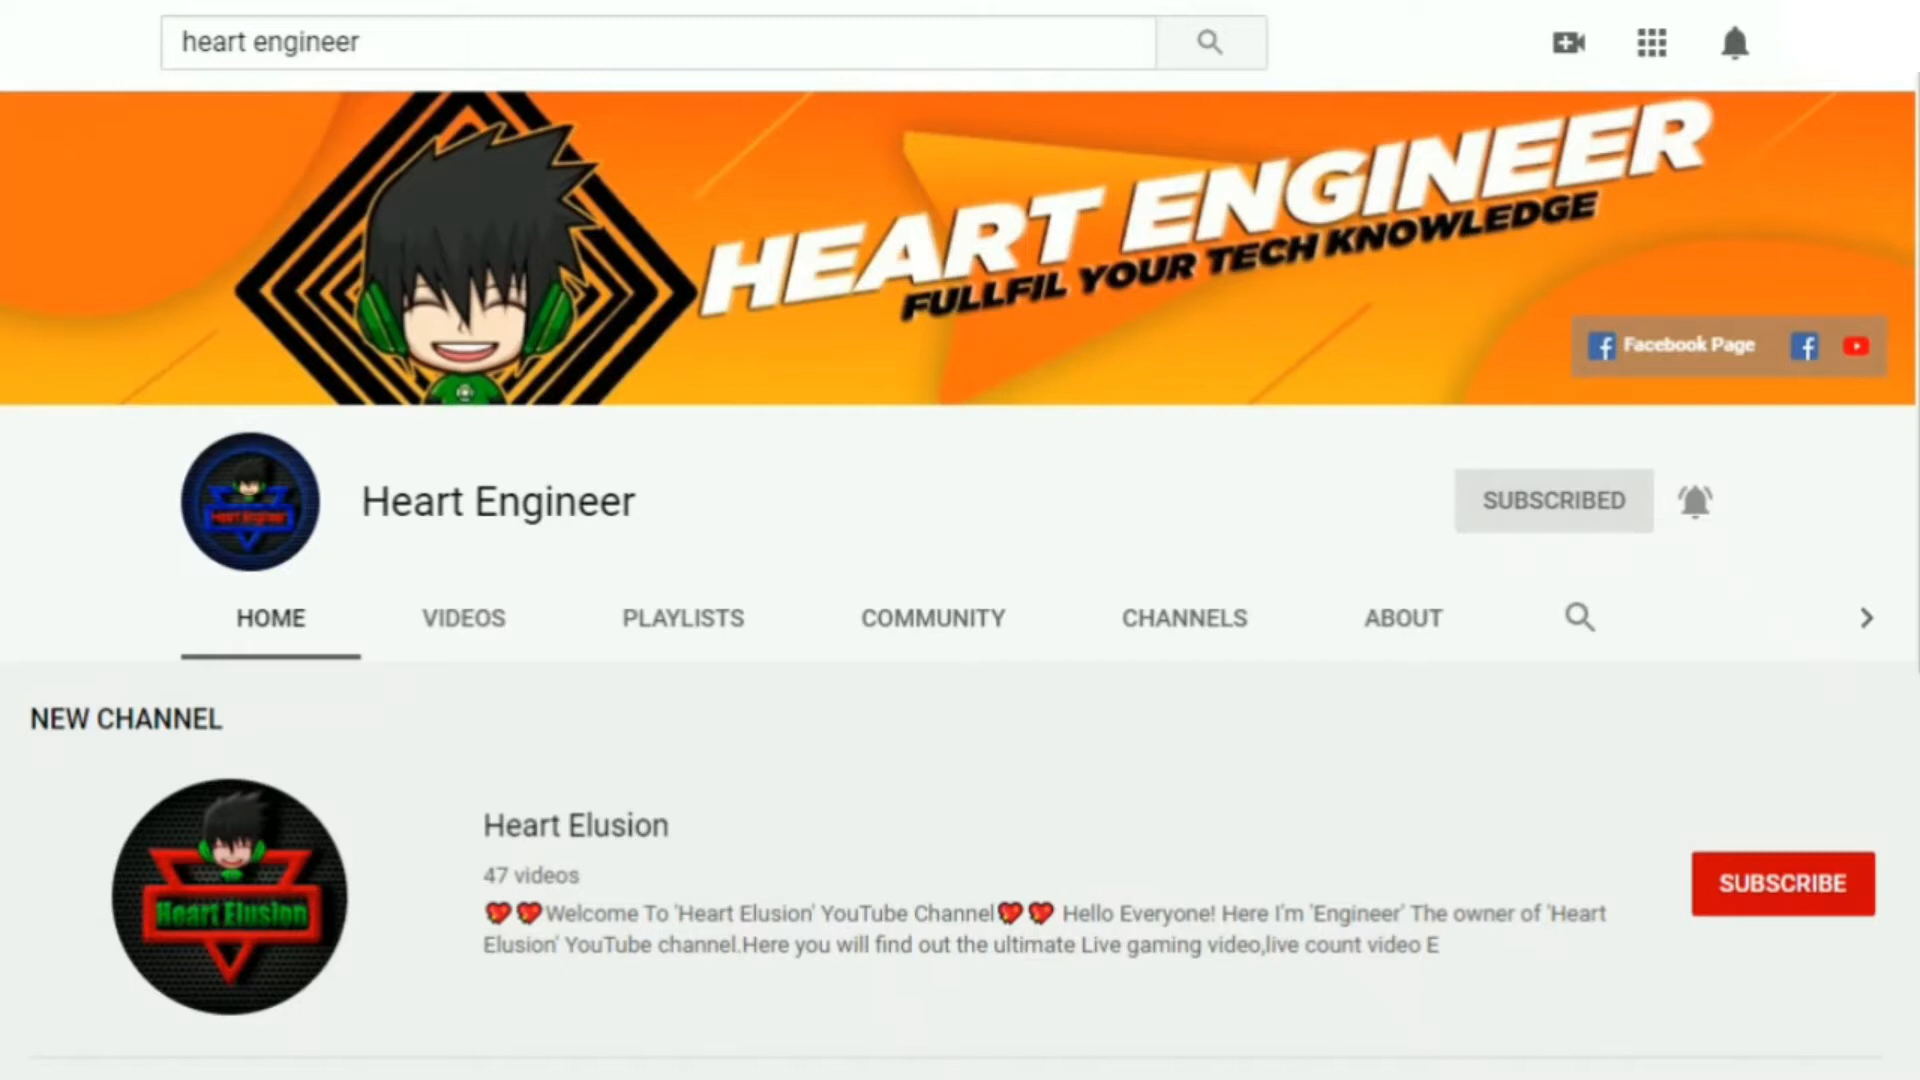 heart engineer
HEART ENGINEER
FULLFIL YOUR TECH KNOWLEDGE
Facebook Page
Heart Engineer
Heart Engineer
SUBSCRIBED
HOME VIDEOS PLAYLISTS COMMUNITY CHANNELS ABOUT
NEW CHANNEL
Heart Elusion
Heart Elusion
47 videos
💖💖Welcome To 'Heart Elusion' YouTube Channel💖💖 Hello Everyone! Here I'm 'Engineer' The owner of 'Heart
Elusion' YouTube channel.Here you will find out the ultimate Live gaming video,live count video E
SUBSCRIBE